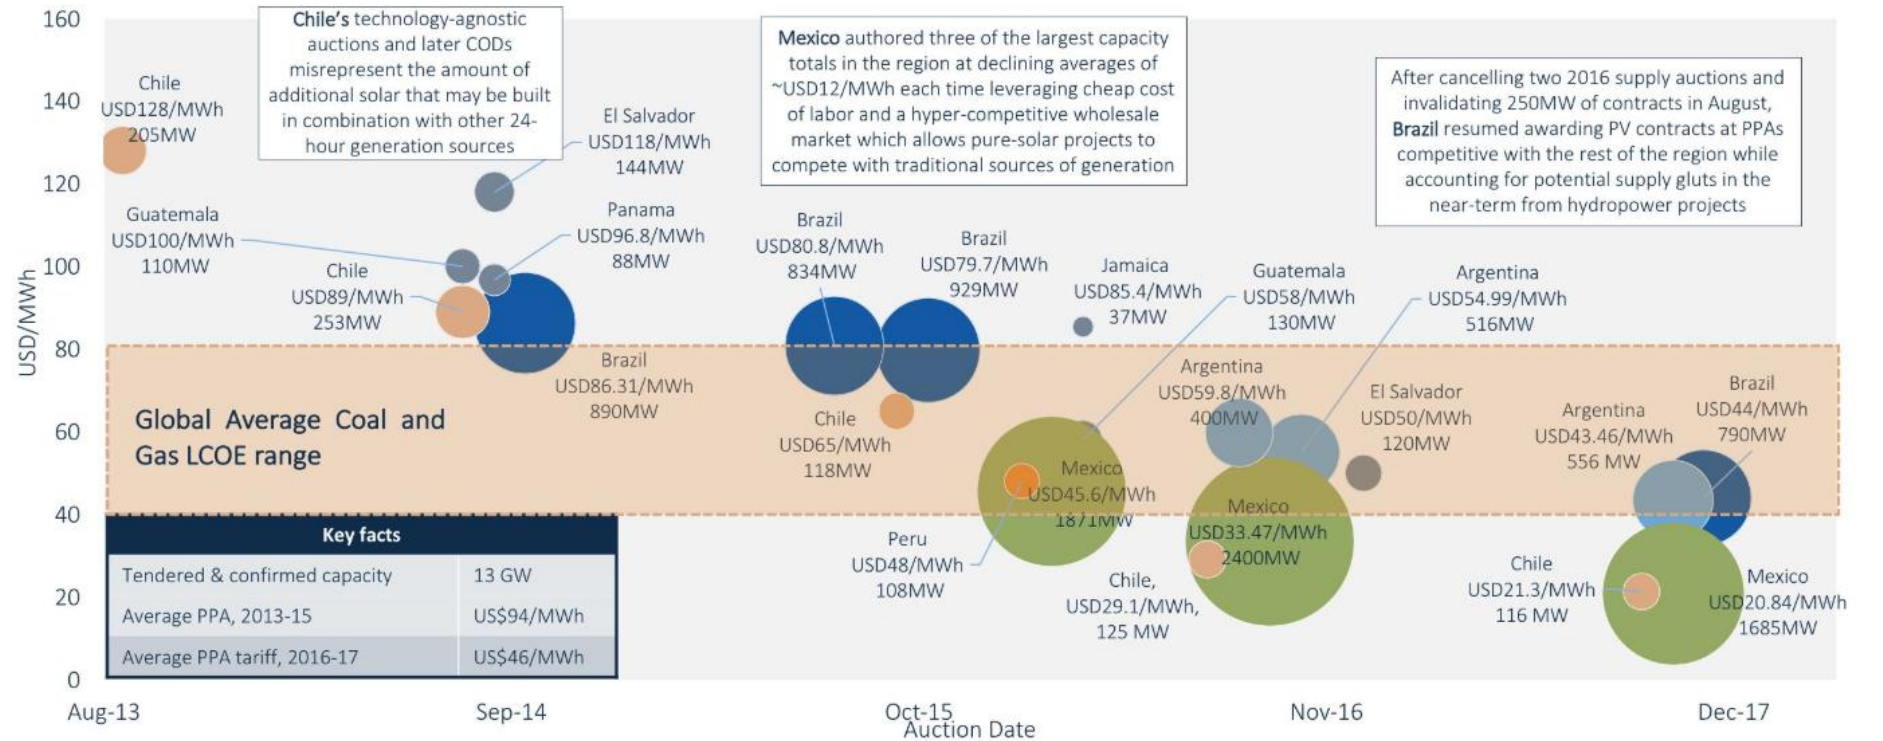 160
140
120
100
80
60
40
20
0
USD/MWh
Chile's technology-agnostic
auctions and later CODs
misrepresent the amount of
additional solar that may be built
in combination with other 24-
hour generation sources
Mexico authored three of the largest capacity
totals in the region at declining averages of
~USD12/MWh each time leveraging cheap cost
of labor and a hyper-competitive wholesale
market which allows pure-solar projects to
compete with traditional sources of generation
After cancelling two 2016 supply auctions and
invalidating 250MW of contracts in August,
Brazil resumed awarding PV contracts at PPAs
competitive with the rest of the region while
accounting for potential supply gluts in the
near-term from hydropower projects
Chile
USD128/MWh
205MW
El Salvador
USD118/MWh
144MW
Guatemala
USD100/MWh
110MW
Panama
USD96.8/MWh
88MW
Chile
USD89/MWh
253MW
Brazil
USD86.31/MWh
890MW
Brazil
USD80.8/MWh
834MW
Brazil
USD79.7/MWh
929MW
Jamaica
USD85.4/MWh
37MW
Guatemala
USD58/MWh
130MW
Argentina
USD54.99/MWh
516MW
Chile
USD65/MWh
118MW
Argentina
USD59.8/MWh
400MW
El Salvador
USD50/MWh
120MW
Argentina
USD43.46/MWh
556 MW
Brazil
USD44/MWh
790MW
Mexico
USD45.6/MWh
1871MW
Peru
USD48/MWh
108MW
Mexico
USD33.47/MWh
2400MW
Chile,
USD29.1/MWh,
125 MW
Chile
USD21.3/MWh
116 MW
Mexico
USD20.84/MWh
1685MW
Global Average Coal and
Gas LCOE range
Key facts
Tendered & confirmed capacity 13 GW
Average PPA, 2013-15 US$94/MWh
Average PPA tariff, 2016-17 US$46/MWh
Aug-13 Sep-14 Oct-15 Nov-16 Dec-17
Auction Date